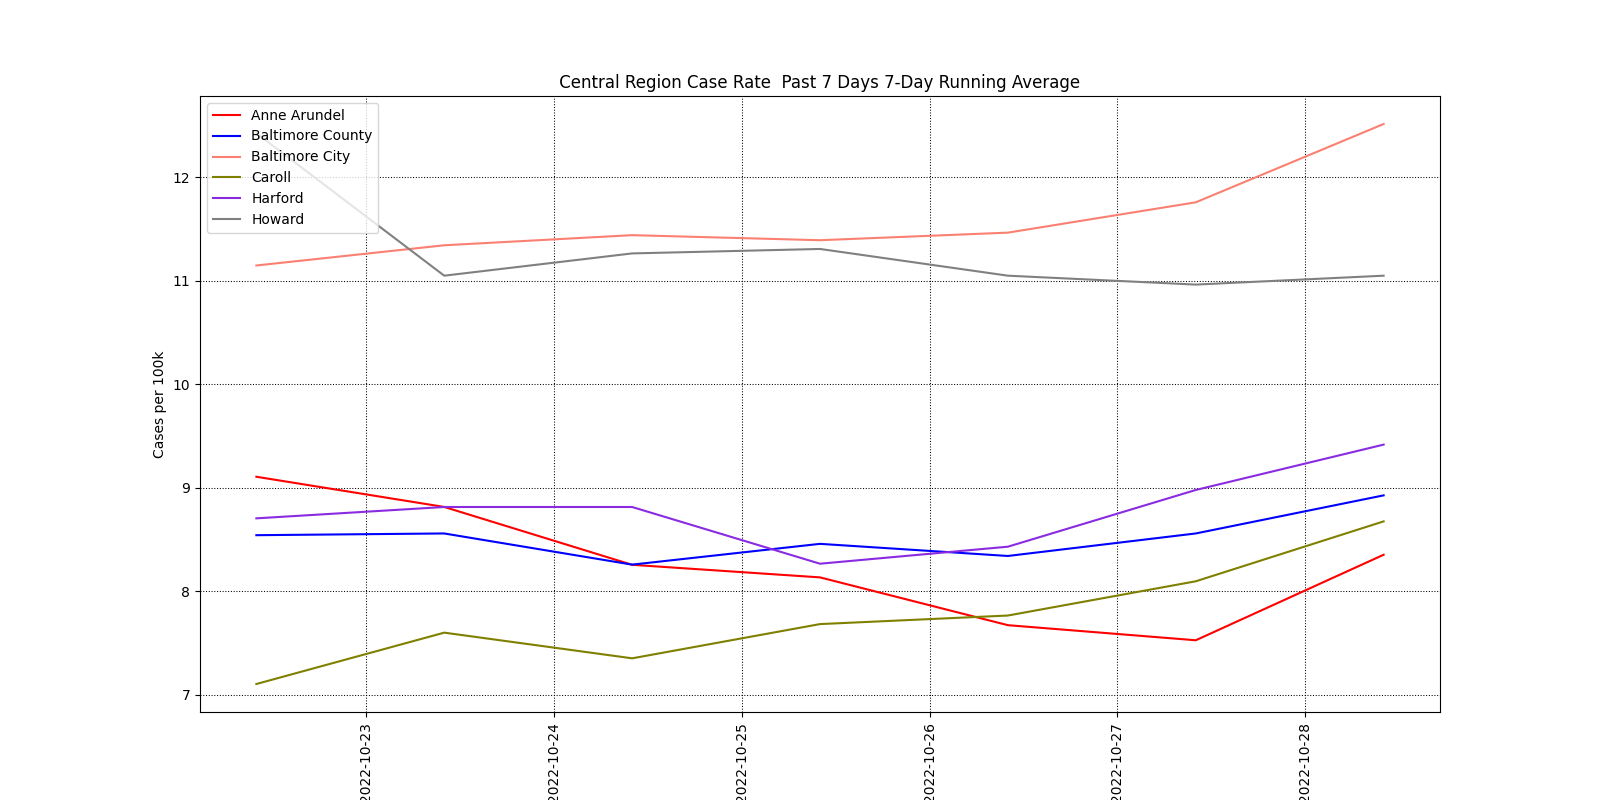 Central Region Case Rate  Past 7 Days 7-Day Running Average
Anne Arundel
Baltimore County
Baltimore City
Caroll
Harford
Howard
Cases per 100k
12
11
10
9
8
7
2022-10-23
2022-10-24
2022-10-25
2022-10-26
2022-10-27
2022-10-28